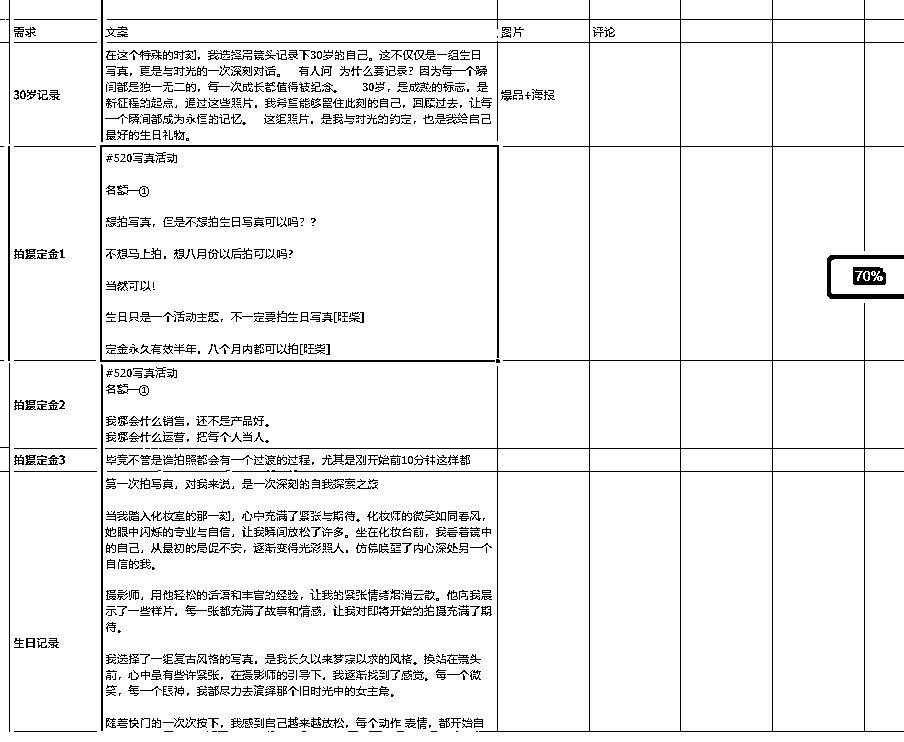 需求 文案 图片 评论
30岁记录
在这个特殊的时刻，我选择用镜头记录下30岁的自己。这不仅仅是一组生日
写真，更是与时光的一次深刻对话。 有人问 为什么要记录？因为每一个瞬
间都是独一无二的，每一次成长都值得被纪念。 30岁，是成熟的标志，是
新征程的起点，通过这些照片，我希望能够留住此刻的自己，回顾过去，让每
一个瞬间都成为永恒的记忆。 这组照片，是我与时光的约定，也是我给自己
最好的生日礼物。
爆品+海报
拍摄定金1
#520写真活动
名额一①
想拍写真，但是不想拍生日写真可以吗？？
不想马上拍，想八月份以后拍可以吗？
当然可以！
生日只是一个活动主题，不一定要拍生日写真[旺柴]
定金永久有效半年，八个月内都可以拍[旺柴]
70%
拍摄定金2
#520写真活动
名额一①
我哪会什么销售，还不是产品好。
我哪会什么运营，把每个人当人。
拍摄定金3
毕竟不管是谁拍照都会有一个过渡的过程，尤其是刚开始前10分钟这样都
生日记录
第一次拍写真，对我来说，是一次深刻的自我探索之旅
当我踏入化妆室的那一刻，心中充满了紧张与期待。化妆师的微笑如同春风，
她眼中闪烁的专业与自信，让我瞬间放松了许多。坐在化妆台前，我看着镜中
的自己，从最初的局促不安，逐渐变得光彩照人，仿佛唤醒了内心深处另一个
自信的我。
摄影师，用他轻松的话语和丰富的经验，让我的紧张情绪烟消云散。他向我展
示了一些样片，每一张都充满了故事和情感，让我对即将开始的拍摄充满了期
待。
我选择了一组复古风格的写真，是我长久以来梦寐以求的风格。换站在镜头
前，心中虽有些许紧张，在摄影师的引导下，我逐渐找到了感觉。每一个微
笑，每一个眼神，我都尽力去演绎那个旧时光中的女主角。
随着快门的一次次按下，我感到自己越来越放松，每个动作 表情，都开始自